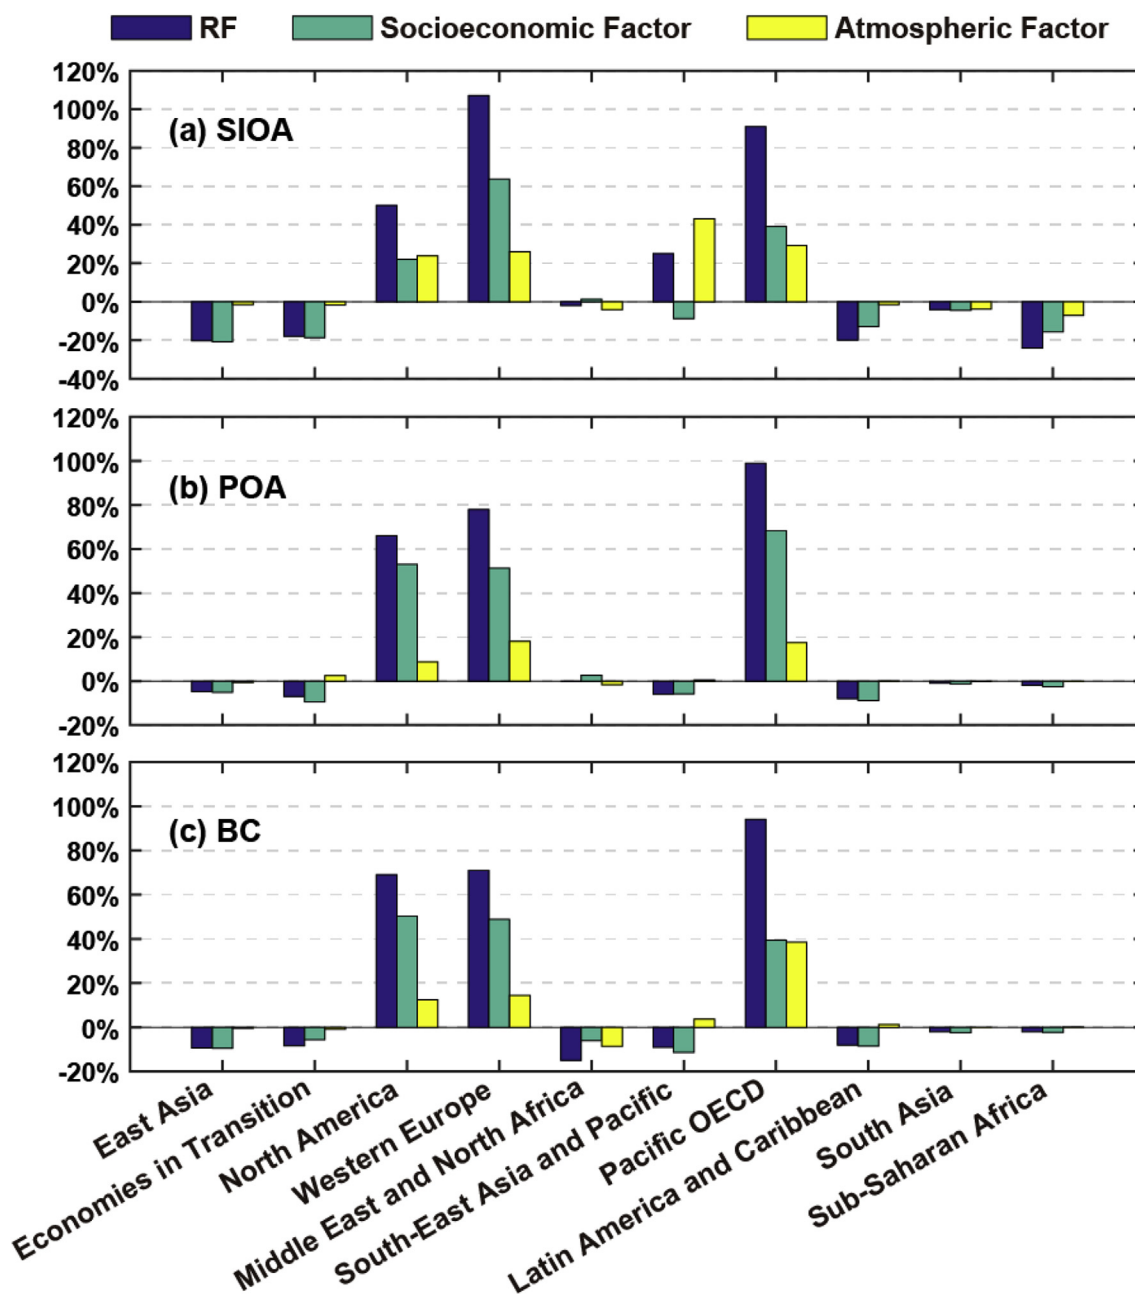 RF Socioeconomic Factor Atmospheric Factor
120%
100%
(a) SIOA
80%
60%
40%
20%
0%
-20%
-40%
120%
100%
(b) POA
80%
60%
40%
20%
0%
-20%
120%
100%
(c) BC
80%
60%
40%
20%
0%
-20%
East Asia
Economies in Transition
North America
Western Europe
Middle East and North Africa
South-East Asia and Pacific
Pacific OECD
Latin America and Caribbean
South Asia
Sub-Saharan Africa